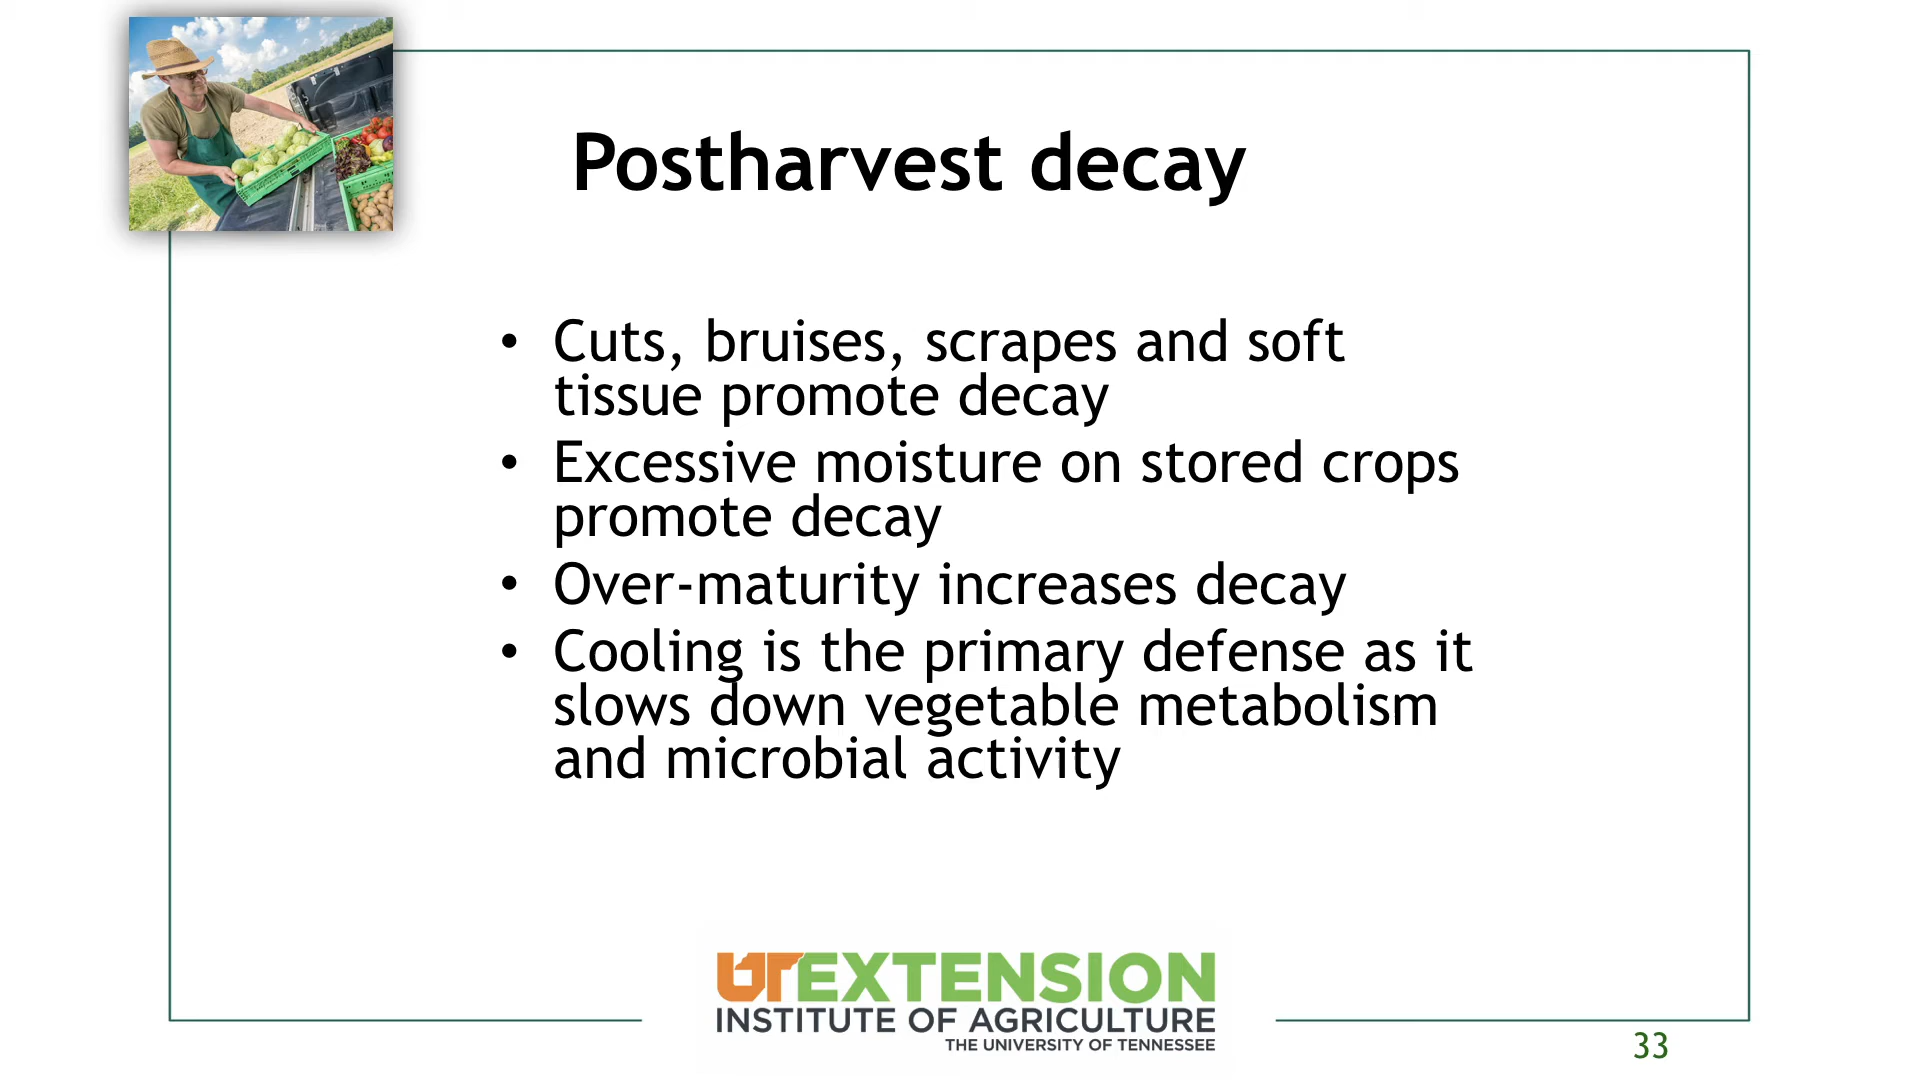 Postharvest decay
• Cuts, bruises, scrapes and soft
tissue promote decay
• Excessive moisture on stored crops
promote decay
• Over-maturity increases decay
• Cooling is the primary defense as it
slows down vegetable metabolism
and microbial activity
UTEXTENSION
INSTITUTE OF AGRICULTURE
THE UNIVERSITY OF TENNESSEE
33